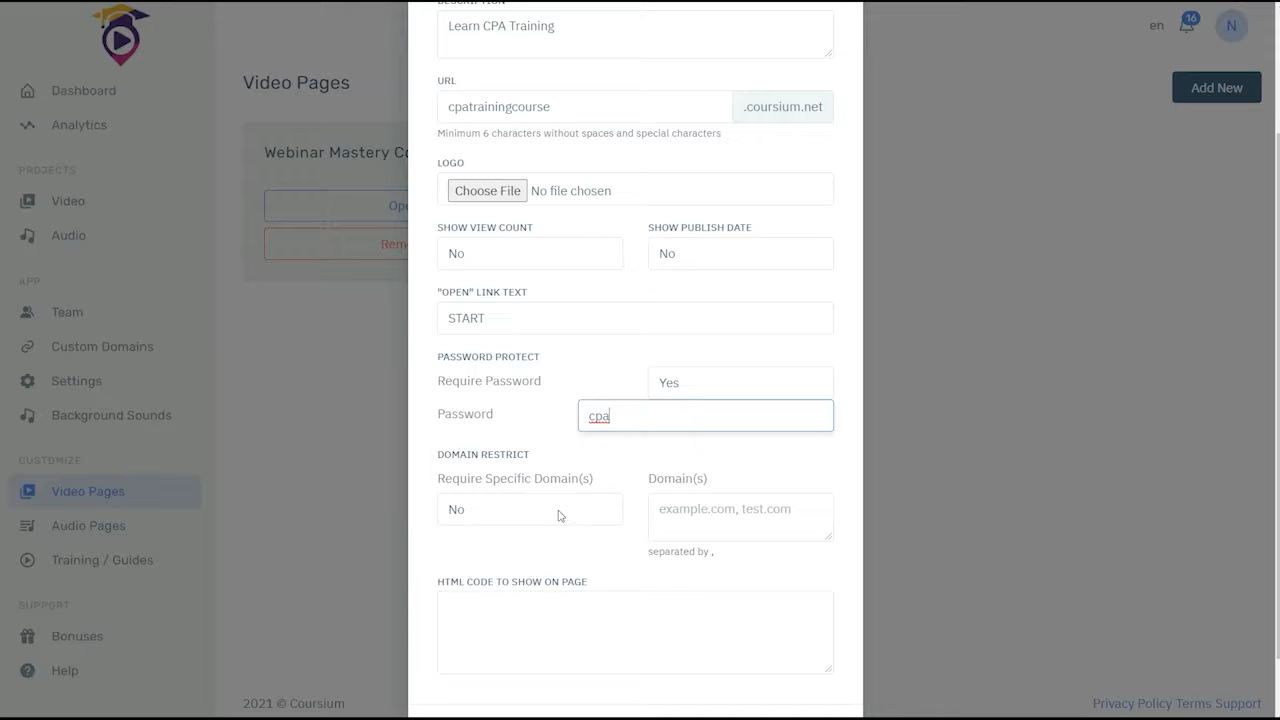 en
16
N
Dashboard
Analytics
PROJECTS
Video
Audio
APP
Team
Custom Domains
Settings
Background Sounds
CUSTOMIZE
Video Pages
Audio Pages
Training / Guides
SUPPORT
Bonuses
Help
Video Pages
Add New
Webinar Mastery
Learn CPA Training
URL
cpatrainingcourse
.coursium.net
Minimum 6 characters without spaces and special characters
LOGO
Choose File No file chosen
SHOW VIEW COUNT
SHOW PUBLISH DATE
No
No
"OPEN" LINK TEXT
START
PASSWORD PROTECT
Require Password
Yes
Password
cpa
DOMAIN RESTRICT
Require Specific Domain(s)
Domain(s)
No
example.com, test.com
separated by ,
HTML CODE TO SHOW ON PAGE
2021 © Coursium
Privacy Policy Terms Support